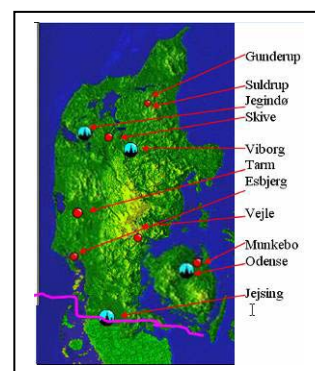 Gunderup
Suldrup
Jegindø
Skive
Viborg
Tarm
Esbjerg
Vejle
Munkebo
Odense
Jejsing